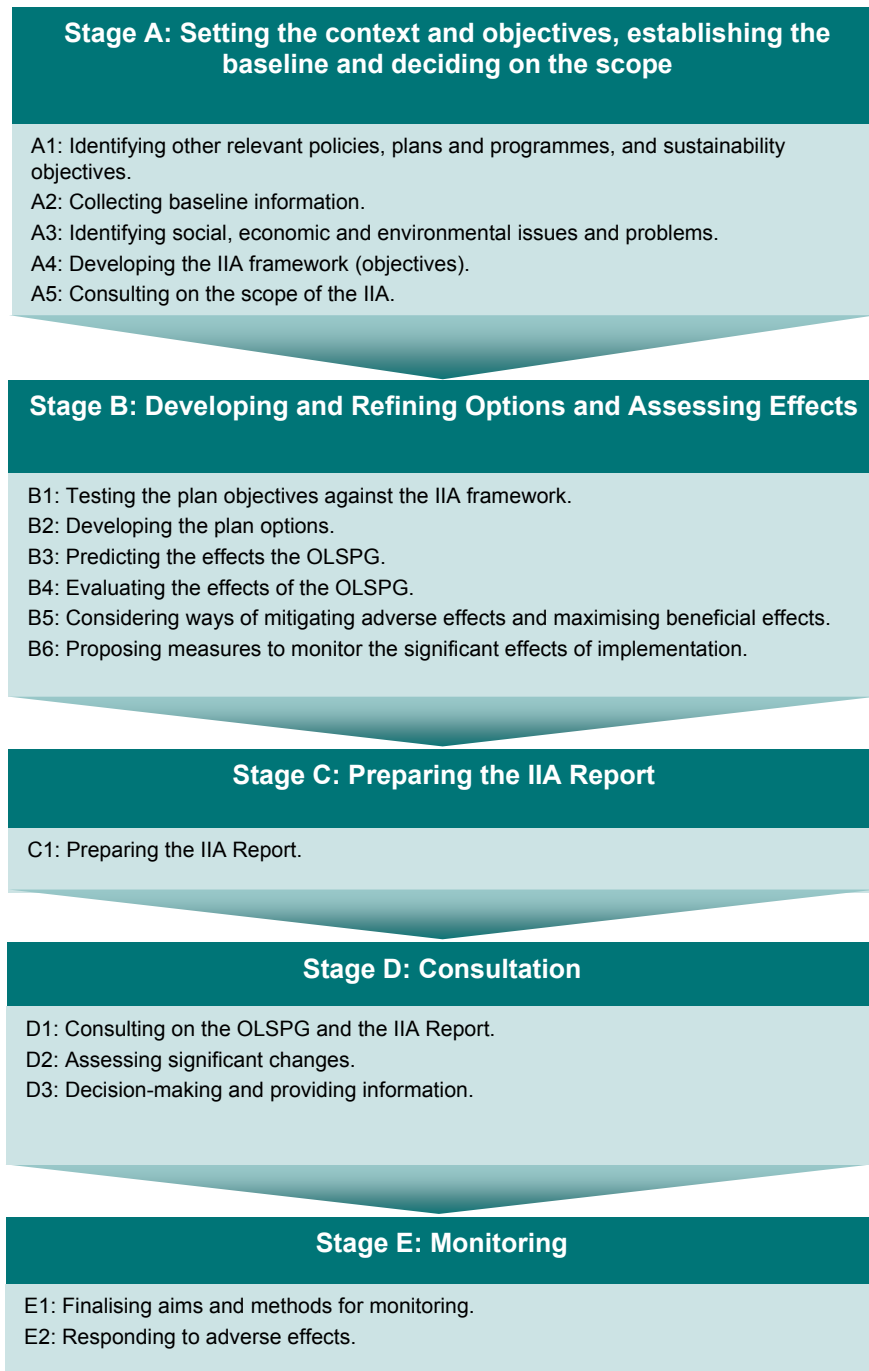 Stage A: Setting the context and objectives, establishing the
baseline and deciding on the scope
A1: Identifying other relevant policies, plans and programmes, and sustainability
objectives.
A2: Collecting baseline information.
A3: Identifying social, economic and environmental issues and problems.
A4: Developing the IIA framework (objectives).
A5: Consulting on the scope of the IIA.
Stage B: Developing and Refining Options and Assessing Effects
B1: Testing the plan objectives against the IIA framework.
B2: Developing the plan options.
B3: Predicting the effects the OLSPG.
B4: Evaluating the effects of the OLSPG.
B5: Considering ways of mitigating adverse effects and maximising beneficial effects.
B6: Proposing measures to monitor the significant effects of implementation.
Stage C: Preparing the IIA Report
C1: Preparing the IIA Report.
Stage D: Consultation
D1: Consulting on the OLSPG and the IIA Report.
D2: Assessing significant changes.
D3: Decision-making and providing information.
Stage E: Monitoring
E1: Finalising aims and methods for monitoring.
E2: Responding to adverse effects.